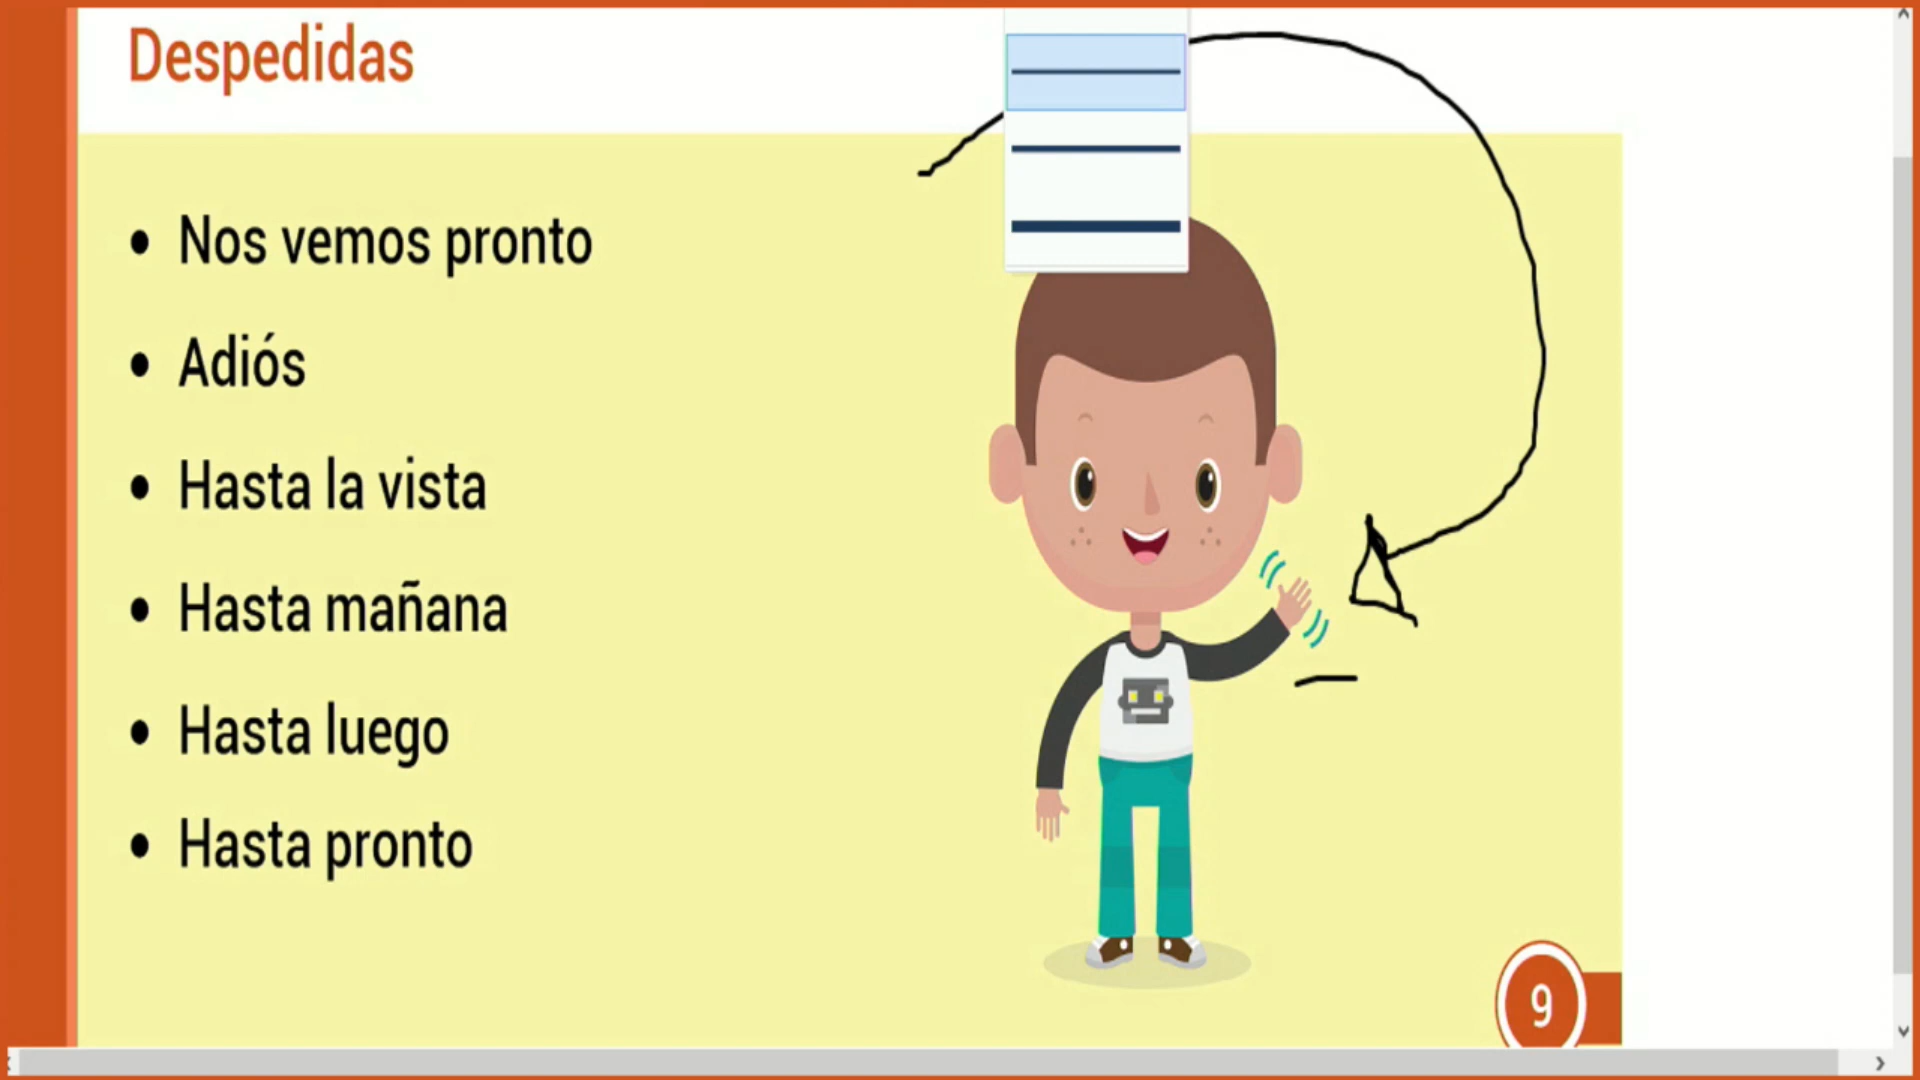 Despedidas
Nos vemos pronto
Adiós
Hasta la vista
Hasta mañana
Hasta luego
Hasta pronto
9